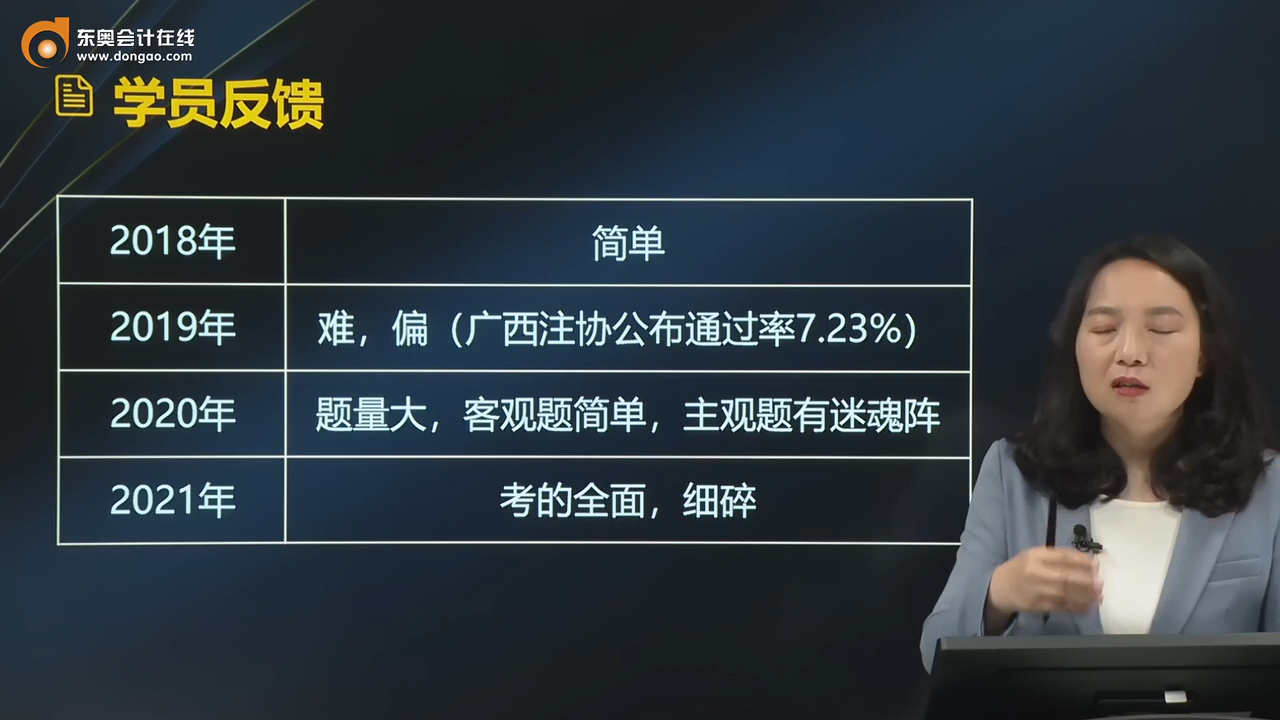 东奥会计在线
www.dongao.com
学员反馈
2018年 简单
2019年 难，偏（广西注协公布通过率7.23%）
2020年 题量大，客观题简单，主观题有迷魂阵
2021年 考的全面，细碎